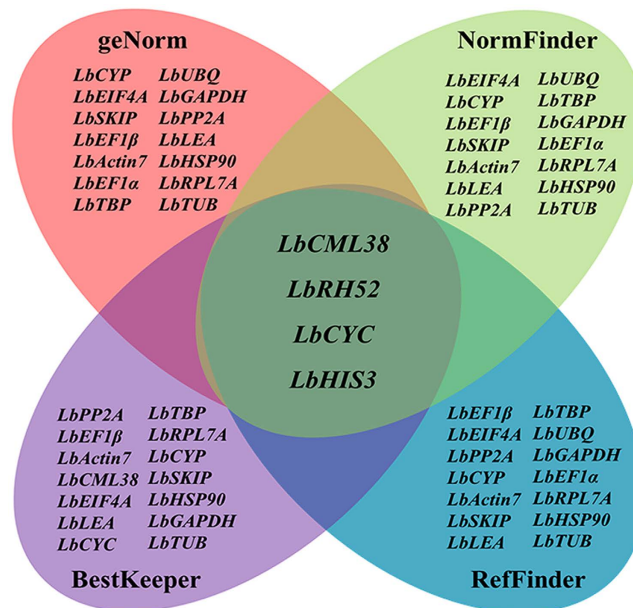 geNorm
LbCYP LbUBQ
LbEIF4A LbGAPDH
LbSKIP LbPP2A
LbEF1β LbLEA
LbActin7 LbHSP90
LbEF1α LbRPL7A
LbTBP LbTUB
NormFinder
LbEIF4A LbUBQ
LbCYP LbTBP
LbEF1β LbGAPDH
LbSKIP LbEF1α
LbActin7 LbRPL7A
LbLEA LbHSP90
LbPP2A LbTUB
LbCML38
LbRH52
LbCYC
LbHIS3
LbPP2A LbTBP
LbEF1β LbRPL7A
LbActin7 LbCYP
LbCML38 LbSKIP
LbEIF4A LbHSP90
LbLEA LbGAPDH
LbCYC LbTUB
BestKeeper
LbEF1β LbTBP
LbEIF4A LbUBQ
LbPP2A LbGAPDH
LbCYP LbEF1α
LbActin7 LbRPL7A
LbSKIP LbHSP90
LbLEA LbTUB
RefFinder